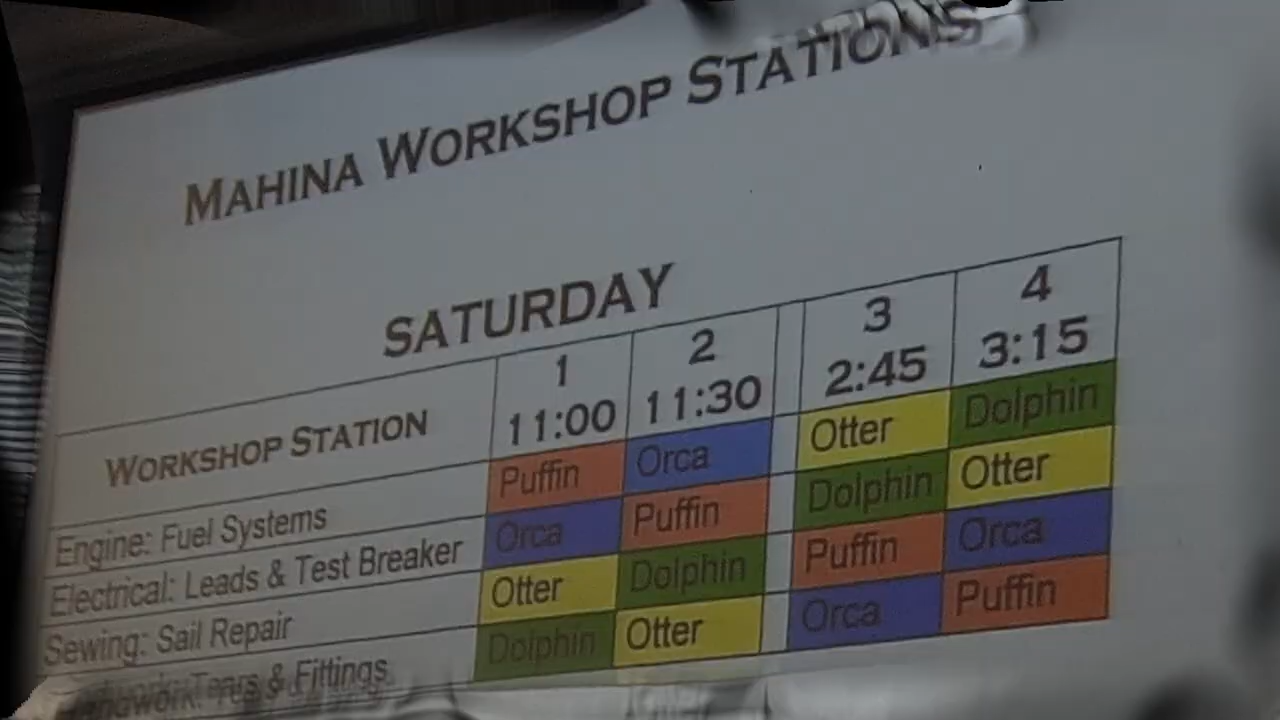 MAHINA WORKSHOP STATIONS
SATURDAY
WORKSHOP STATION 1 11:00 2 11:30 3 2:45 4 3:15
Engine: Fuel Systems Puffin Orca Otter Dolphin
Electrical: Leads & Test Breaker Orca Puffin Dolphin Otter
Sewing: Sail Repair Otter Dolphin Puffin Orca
& Fittings Dolphin Otter Orca Puffin